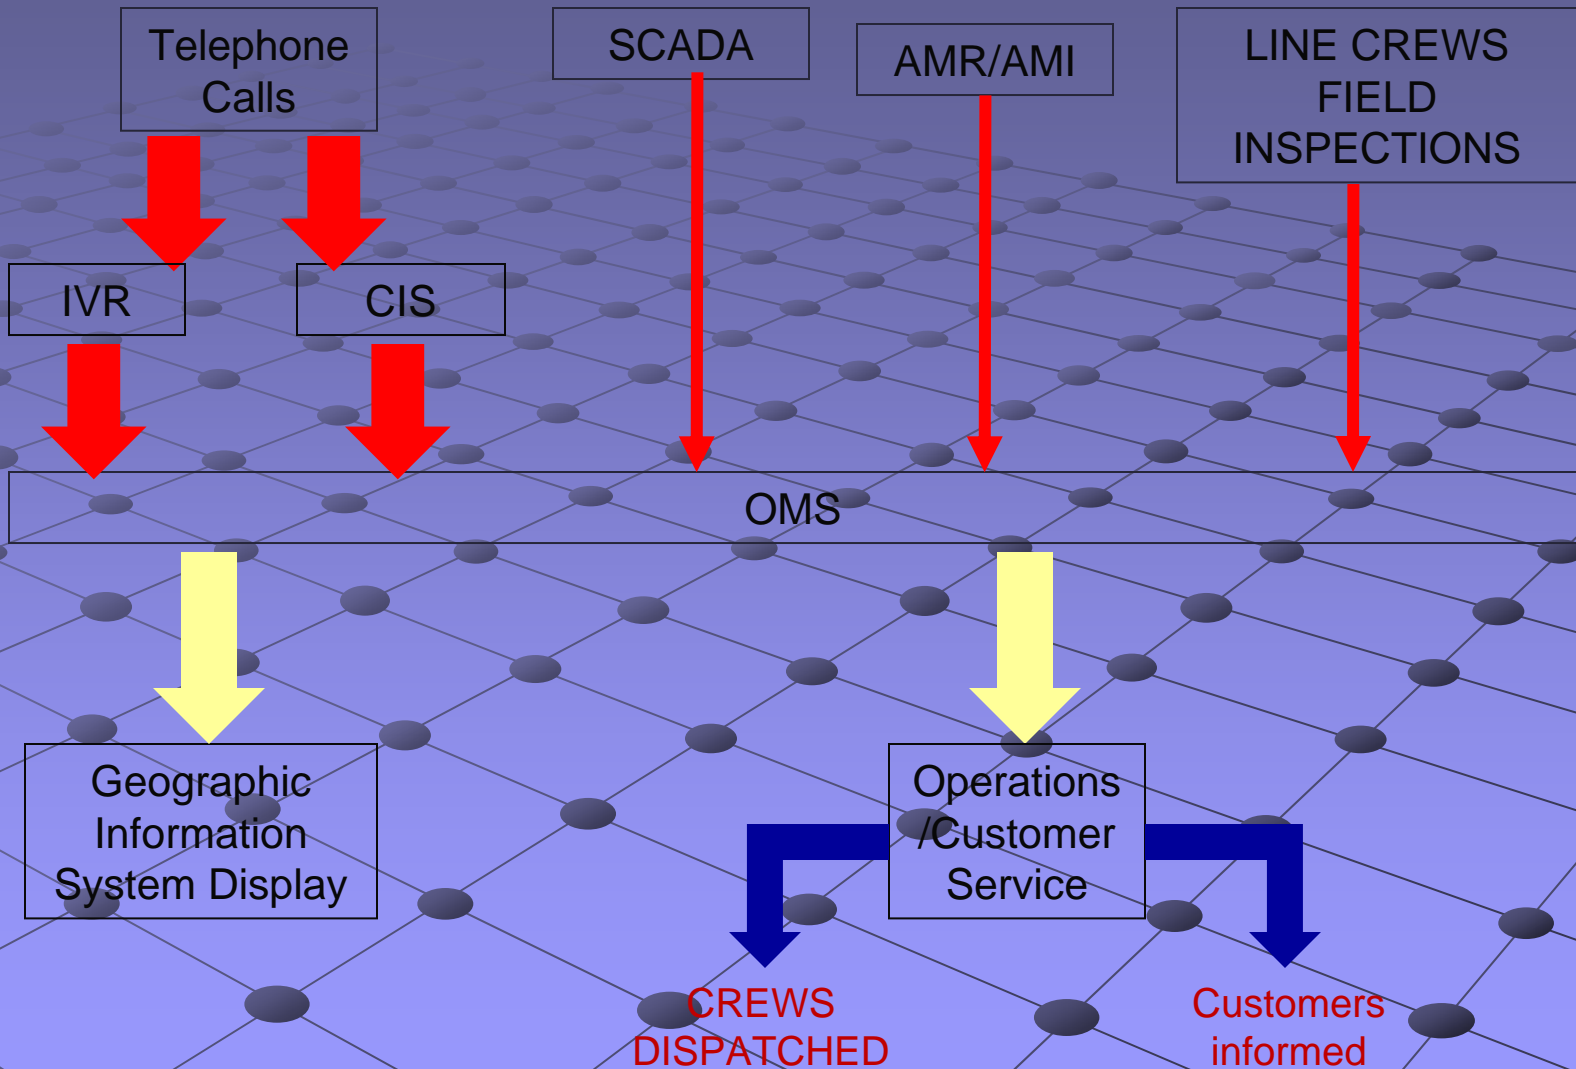 Telephone
Calls
SCADA
AMR/AMI
LINE CREWS
FIELD
INSPECTIONS
IVR
CIS
OMS
Geographic
Information
System Display
Operations
/Customer
Service
CREWS
DISPATCHED
Customers
informed